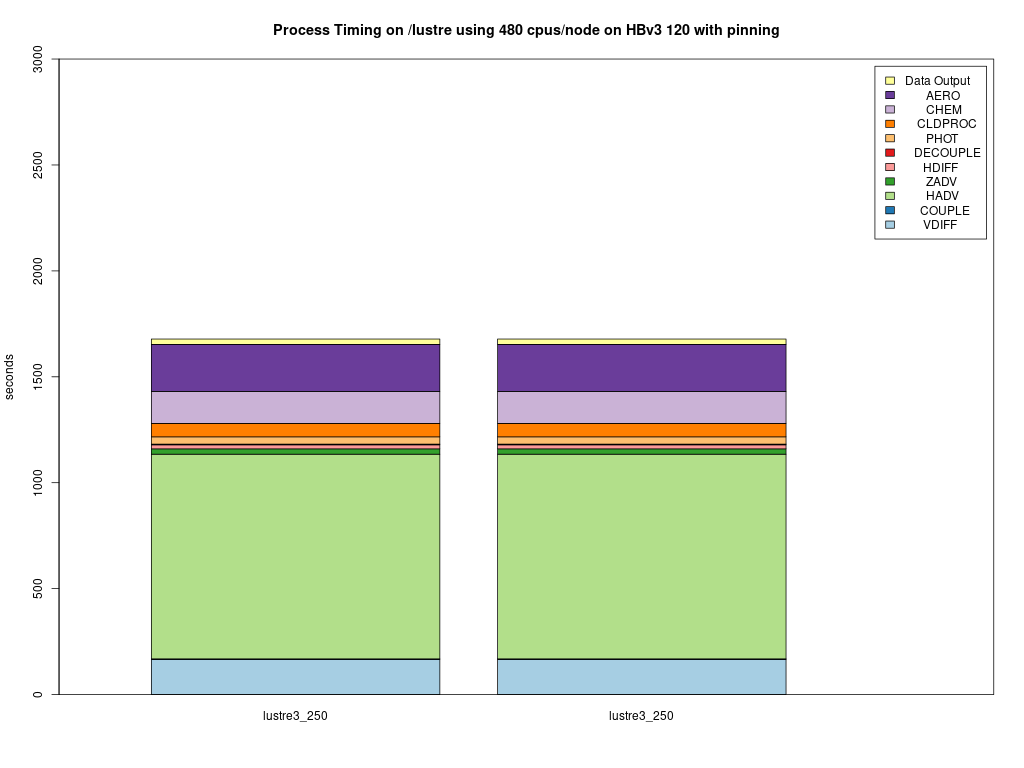 Process Timing on /lustre using 480 cpus/node on HBv3 120 with pinning
3000
2500
2000
1500
1000
500
0
seconds
Data Output
AERO
CHEM
CLDPROC
PHOT
DECOUPLE
HDIFF
ZADV
HADV
COUPLE
VDIFF
lustre3_250
lustre3_250